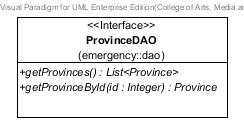 Visual Paradigm for UML Enterprise Edition(College of Arts, Media a
<<Interface>>
ProvinceDAO
(emergency::dao)
+getProvinces() : List<Province>
+getProvinceById(id : Integer) : Province